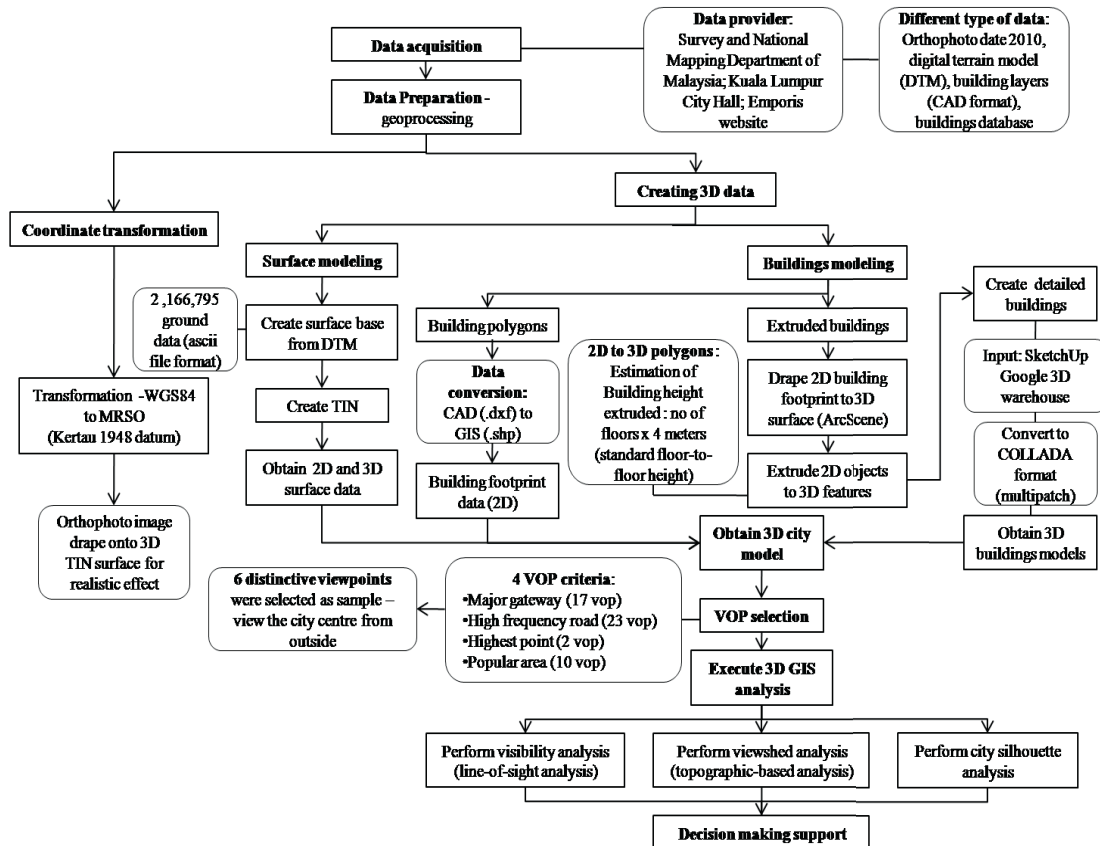 Data acquisition
Data provider:
Survey and National
Mapping Department of
Malaysia; Kuala Lumpur
City Hall; Emporis
website
Different type of data:
Orthophoto date 2010,
digital terrain model
(DTM), building layers
(CAD format),
buildings database
Data Preparation -
geoprocessing
Creating 3D data
Coordinate transformation
Surface modeling
Buildings modeling
2 ,166,795
ground
data (ascii
file format)
Create surface base
from DTM
Building polygons
Extruded buildings
Create detailed
buildings
Transformation -WGS84
to MRSO
(Kertau 1948 datum)
Create TIN
Data
conversion:
CAD (.dxf) to
GIS (.shp)
2D to 3D polygons :
Estimation of
Building height
extruded : no of
floors x 4 meters
(standard floor-to-
floor height)
Drape 2D building
footprint to 3D
surface (ArcScene)
Input: SketchUp
Google 3D
warehouse
Obtain 2D and 3D
surface data
Building footprint
data (2D)
Extrude 2D objects
to 3D features
Convert to
COLLADA
format
(multipatch)
Orthophoto image
drape onto 3D
TIN surface for
realistic effect
Obtain 3D city
model
Obtain 3D
buildings models
6 distinctive viewpoints
were selected as sample –
view the city centre from
outside
4 VOP criteria:
•Major gateway (17 vop)
•High frequency road (23 vop)
•Highest point (2 vop)
•Popular area (10 vop)
VOP selection
Execute 3D GIS
analysis
Perform visibility analysis
(line-of-sight analysis)
Perform viewshed analysis
(topographic-based analysis)
Perform city silhouette
analysis
Decision making support